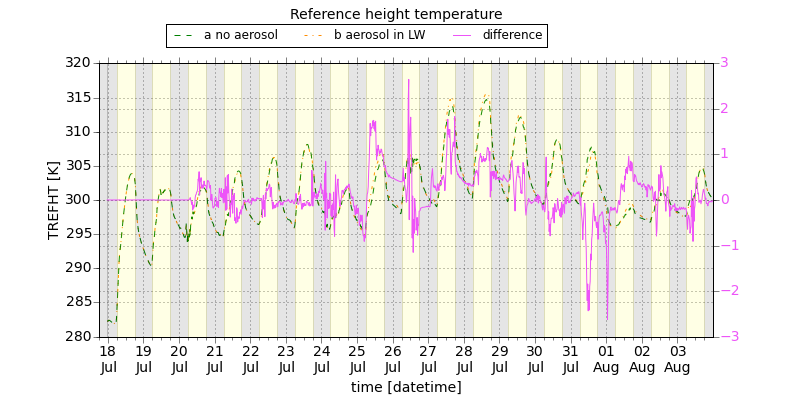 Reference height temperature
a no aerosol b aerosol in LW difference
320
315
310
305
300
295
290
285
280
TREFHT [K]
3
2
1
0
−1
−2
−3
18 19 20 21 22 23 24 25 26 27 28 29 30 31 01 02 03
Jul Jul Jul Jul Jul Jul Jul Jul Jul Jul Jul Jul Jul Jul Aug Aug Aug
time [datetime]